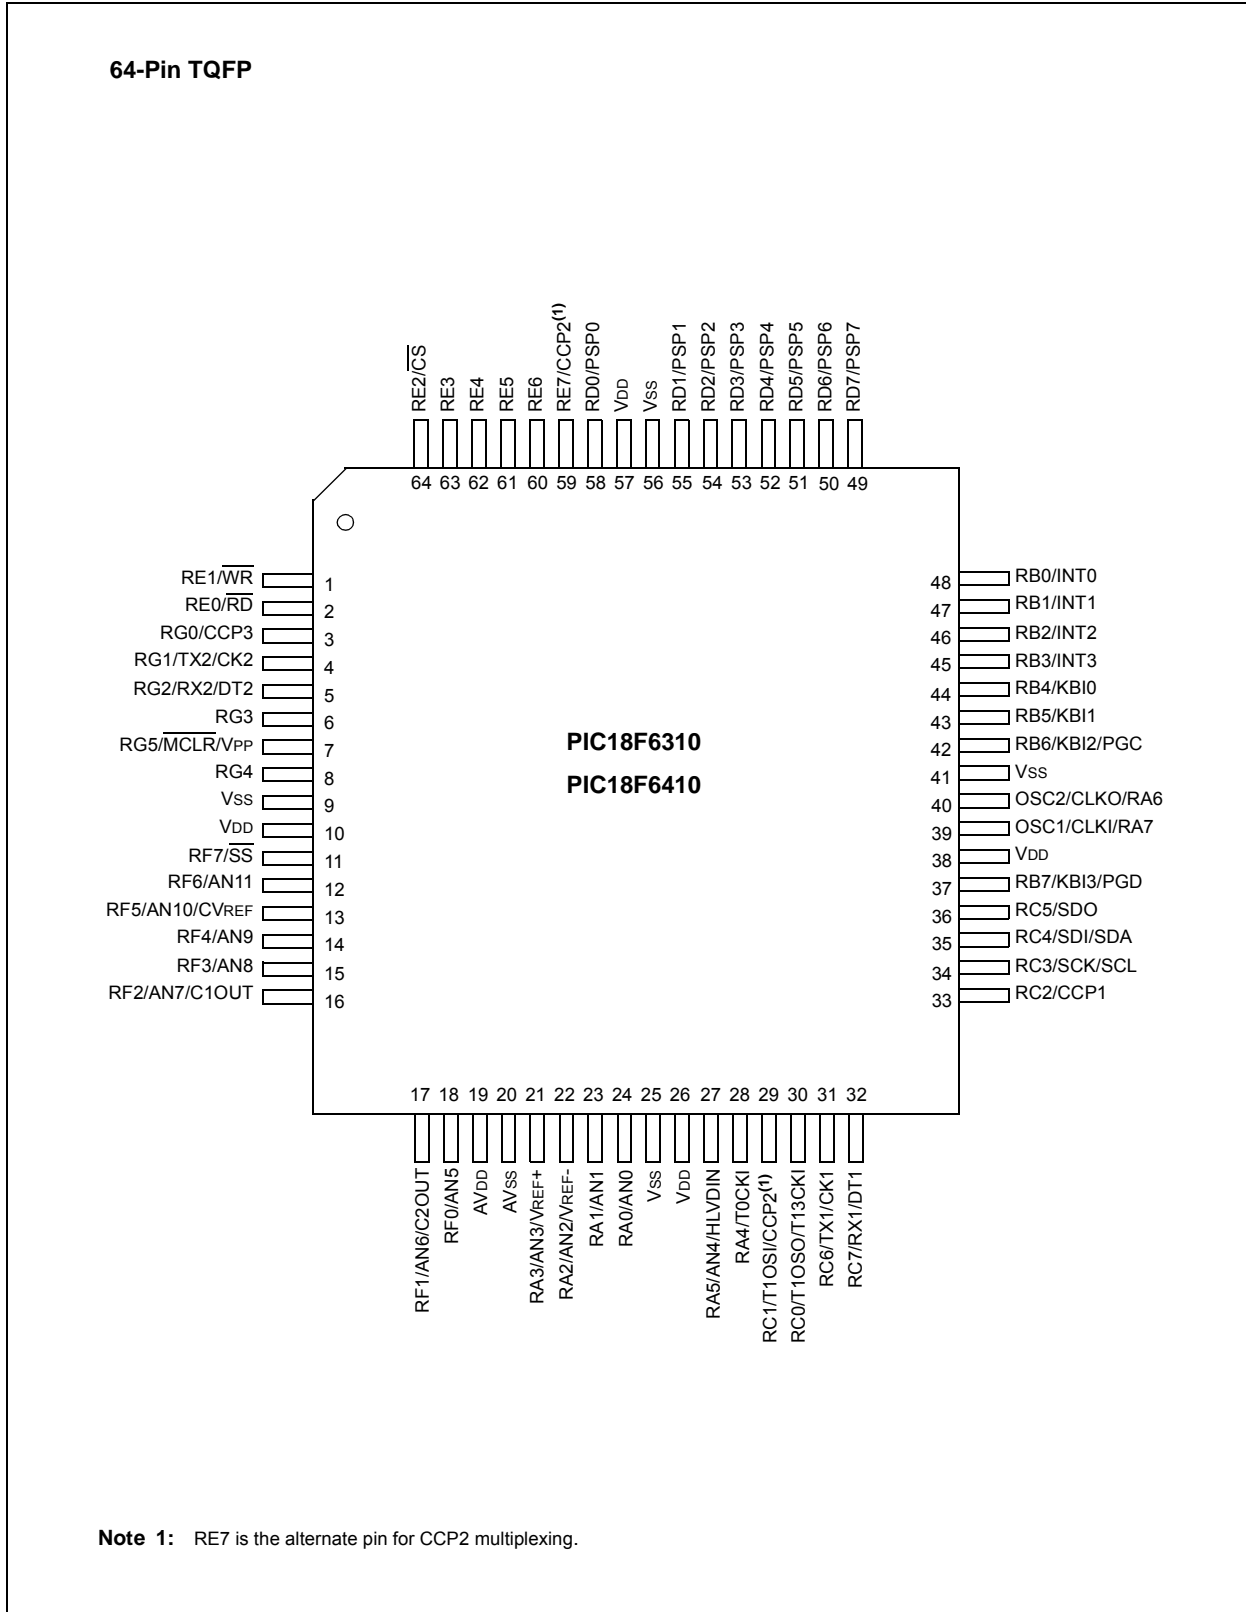 64-Pin TQFP
RE2/CS
RE3
RE4
RE5
RE6
RE7/CCP2(1)
RD0/PSP0
VDD
VSS
RD1/PSP1
RD2/PSP2
RD3/PSP3
RD4/PSP4
RD5/PSP5
RD6/PSP6
RD7/PSP7
64 63 62 61 60 59 58 57 56 55 54 53 52 51 50 49
RE1/WR 1
RE0/RD 2
RG0/CCP3 3
RG1/TX2/CK2 4
RG2/RX2/DT2 5
RG3 6
RG5/MCLR/VPP 7
RG4 8
VSS 9
VDD 10
RF7/SS 11
RF6/AN11 12
RF5/AN10/CVREF 13
RF4/AN9 14
RF3/AN8 15
RF2/AN7/C1OUT 16
PIC18F6310
PIC18F6410
48 RB0/INT0
47 RB1/INT1
46 RB2/INT2
45 RB3/INT3
44 RB4/KBI0
43 RB5/KBI1
42 RB6/KBI2/PGC
41 VSS
40 OSC2/CLKO/RA6
39 OSC1/CLKI/RA7
38 VDD
37 RB7/KBI3/PGD
36 RC5/SDO
35 RC4/SDI/SDA
34 RC3/SCK/SCL
33 RC2/CCP1
17 18 19 20 21 22 23 24 25 26 27 28 29 30 31 32
RF1/AN6/C2OUT
RF0/AN5
AVDD
AVSS
RA3/AN3/VREF+
RA2/AN2/VREF-
RA1/AN1
RA0/AN0
VSS
VDD
RA5/AN4/HLVDIN
RA4/T0CKI
RC1/T1OSI/CCP2(1)
RC0/T1OSO/T13CKI
RC6/TX1/CK1
RC7/RX1/DT1
Note 1: RE7 is the alternate pin for CCP2 multiplexing.